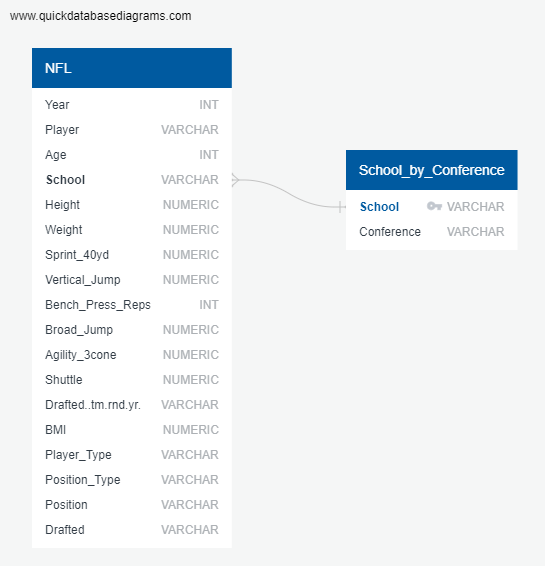 www.quickdatabasediagrams.com
NFL
Year INT
Player VARCHAR
Age INT
School VARCHAR
Height NUMERIC
Weight NUMERIC
Sprint_40yd NUMERIC
Vertical_Jump NUMERIC
Bench_Press_Reps INT
Broad_Jump NUMERIC
Agility_3cone NUMERIC
Shuttle NUMERIC
Drafted..tm.rnd.yr. VARCHAR
BMI NUMERIC
Player_Type VARCHAR
Position_Type VARCHAR
Position VARCHAR
Drafted VARCHAR
School_by_Conference
School VARCHAR
Conference VARCHAR